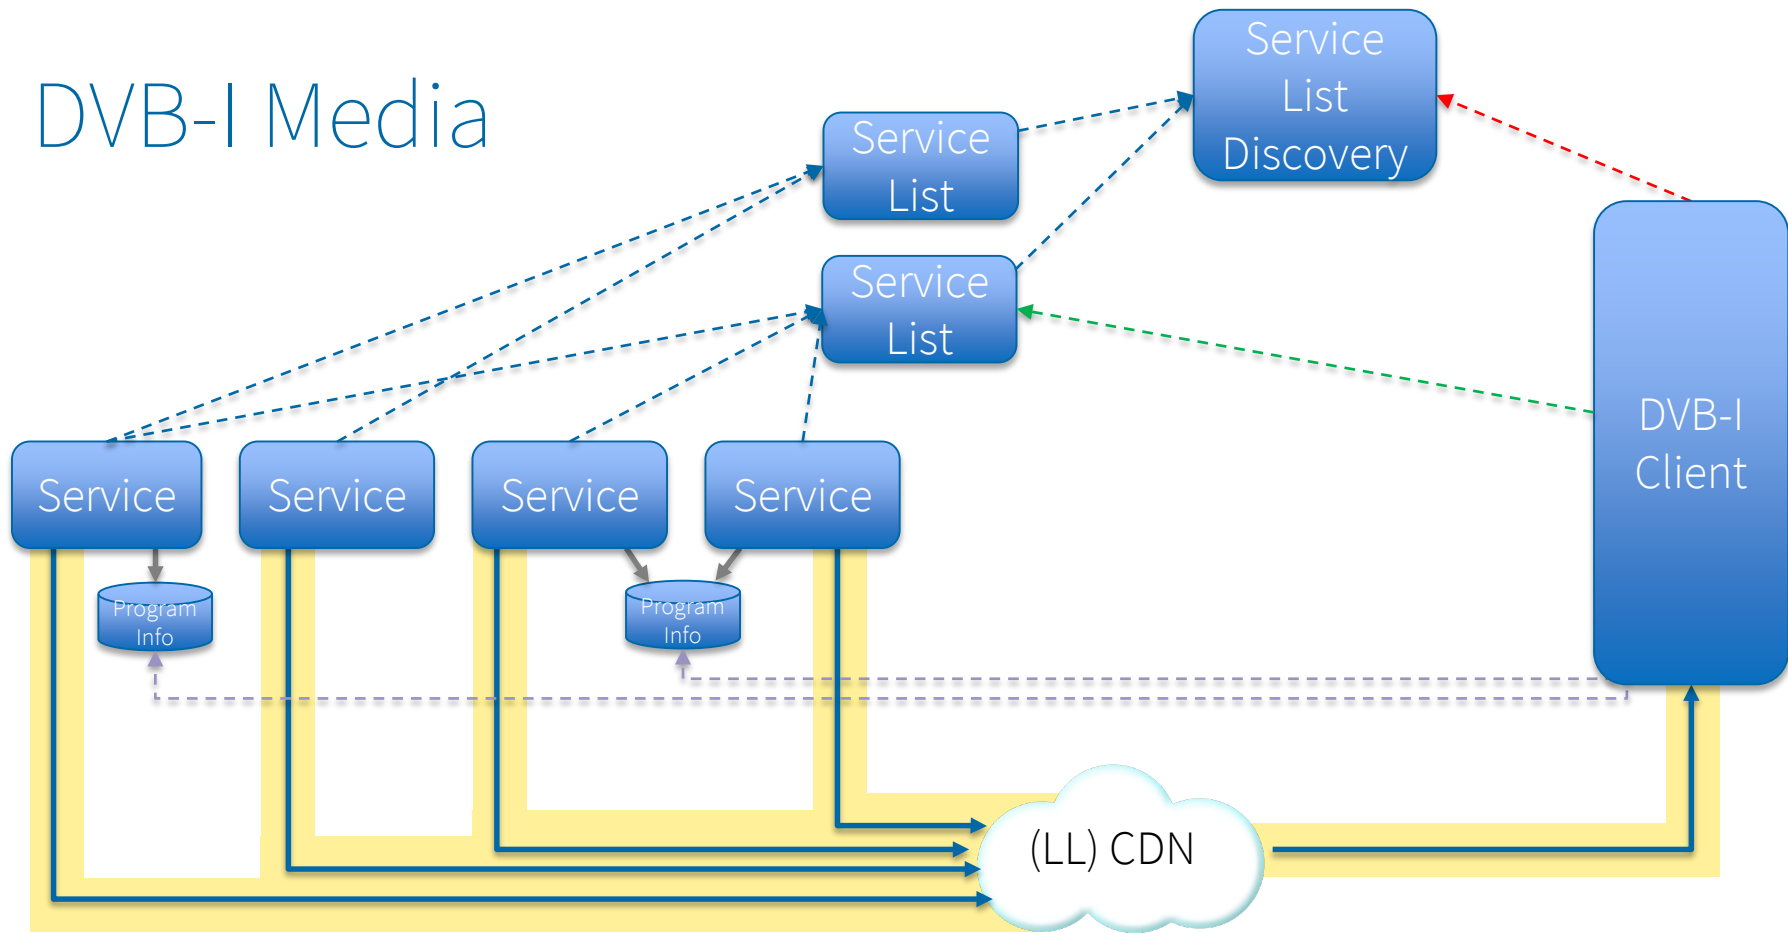 DVB-I Media
Service
List
Discovery
Service
List
Service
List
DVB-I
Client
Service
Service
Service
Service
Program
Info
Program
Info
(LL) CDN